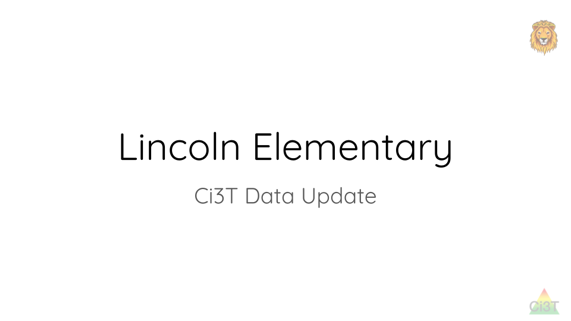 Lincoln Elementary
Ci3T Data Update
Ci3T